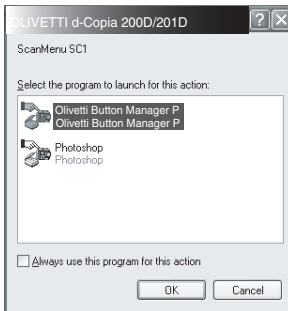 OLIVETTI d-Copia 200D/201D
ScanMenu SC1
Select the program to launch for this action:
Olivetti Button Manager P
Olivetti Button Manager P
Photoshop
Photoshop
Always use this program for this action
OK Cancel